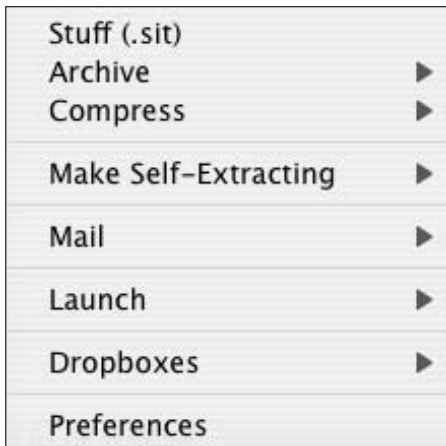 Stuff (.sit)
Archive
Compress
Make Self-Extracting
Mail
Launch
Dropboxes
Preferences